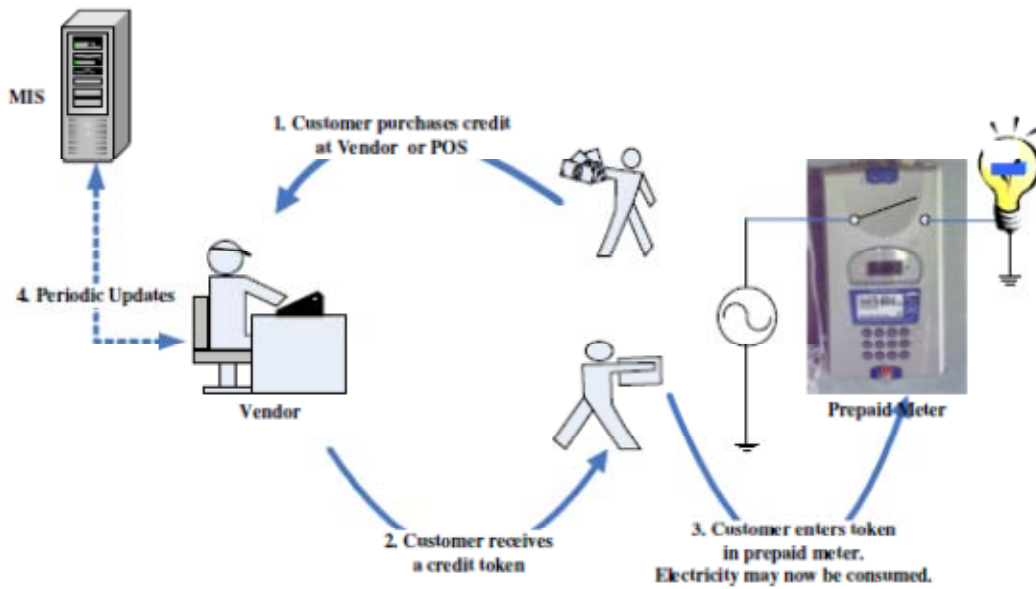 MIS
1. Customer purchases credit
at Vendor or POS
4. Periodic Updates
Vendor
Prepaid Meter
2. Customer receives
a credit token
3. Customer enters token
in prepaid meter.
Electricity may now be consumed.